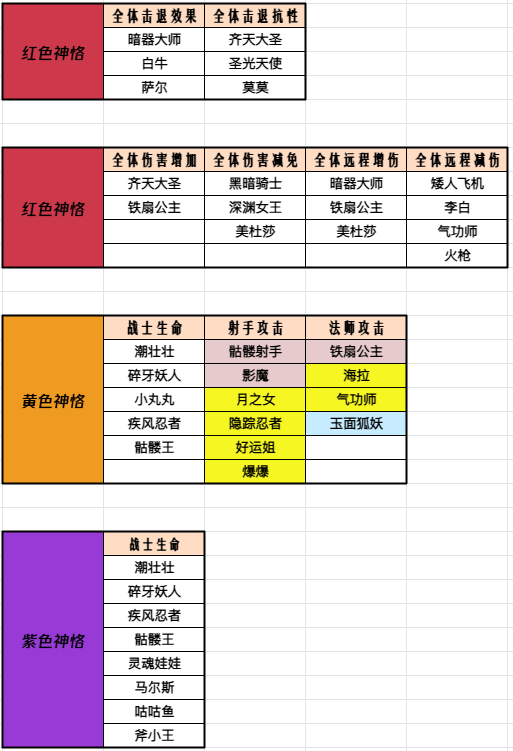 全体击退效果 全体击退抗性
暗器大师 齐天大圣
红色神恪
白牛 圣光天使
萨尔 莫莫
全体伤害增加 全体伤害减免 全体远程增伤 全体远程减伤
齐天大圣 黑暗骑士 暗器大师 矮人飞机
红色神恪
铁扇公主 深渊女王 铁扇公主 李白
美杜莎 美杜莎 气功师
火枪
战士生命 射手攻击 法师攻击
潮壮壮 骷髅射手 铁扇公主
碎牙妖人 影魔 海拉
黄色神恪
小丸丸 月之女 气功师
疾风忍者 隐踪忍者 玉面狐妖
骷髅王 好运姐
爆爆
战士生命
潮壮壮
碎牙妖人
疾风忍者
紫色神恪
骷髅王
灵魂娃娃
马尔斯
咕咕鱼
斧小王